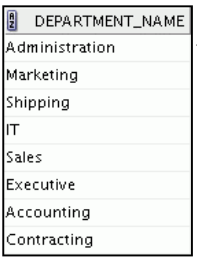 DEPARTMENT_NAME
Administration
Marketing
Shipping
IT
Sales
Executive
Accounting
Contracting